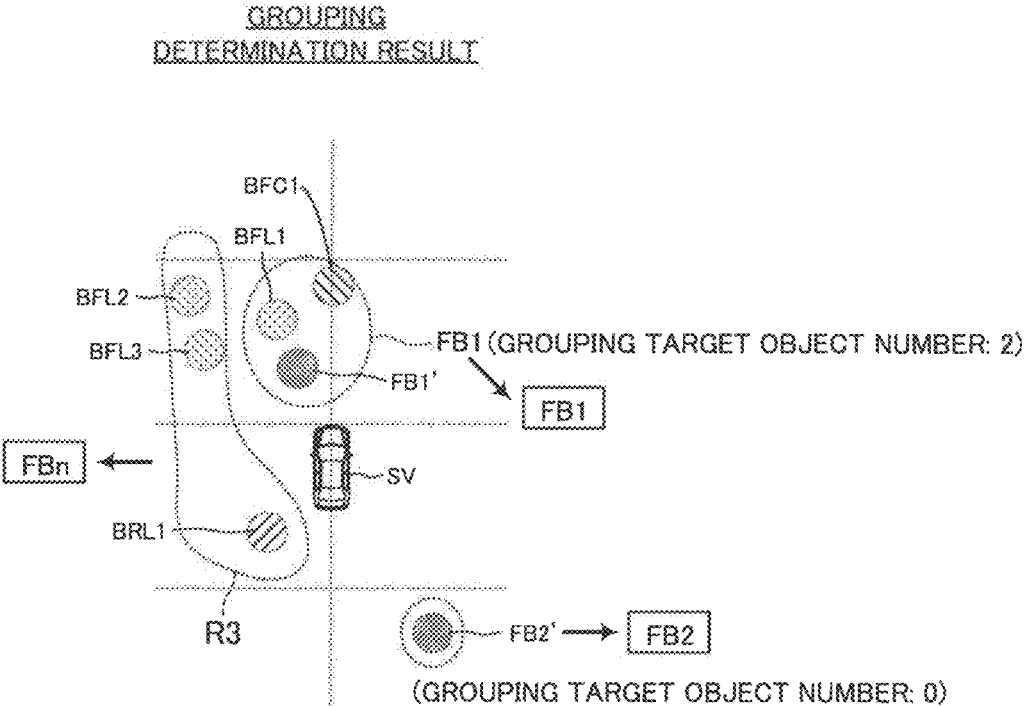 GROUPING
DETERMINATION RESULT
BFC1
BFL1
BFL2
BFL3
FB1 (GROUPING TARGET OBJECT NUMBER: 2)
FB1'
FB1
FBn
SV
BRL1
R3
FB2'
FB2
(GROUPING TARGET OBJECT NUMBER: 0)